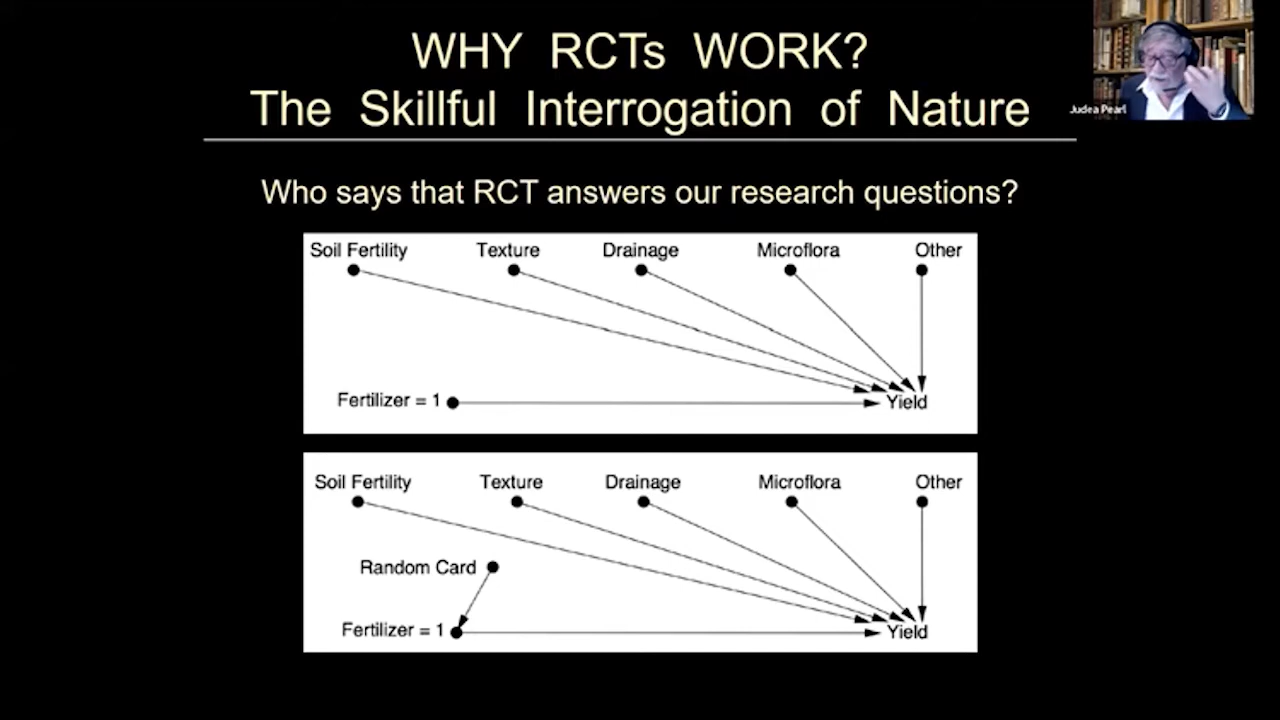 WHY RCTs WORK?
The Skillful Interrogation of Nature
Judea Pearl
Who says that RCT answers our research questions?
Soil Fertility Texture Drainage Microflora Other
Fertilizer = 1 Yield
Soil Fertility Texture Drainage Microflora Other
Random Card
Fertilizer = 1 Yield